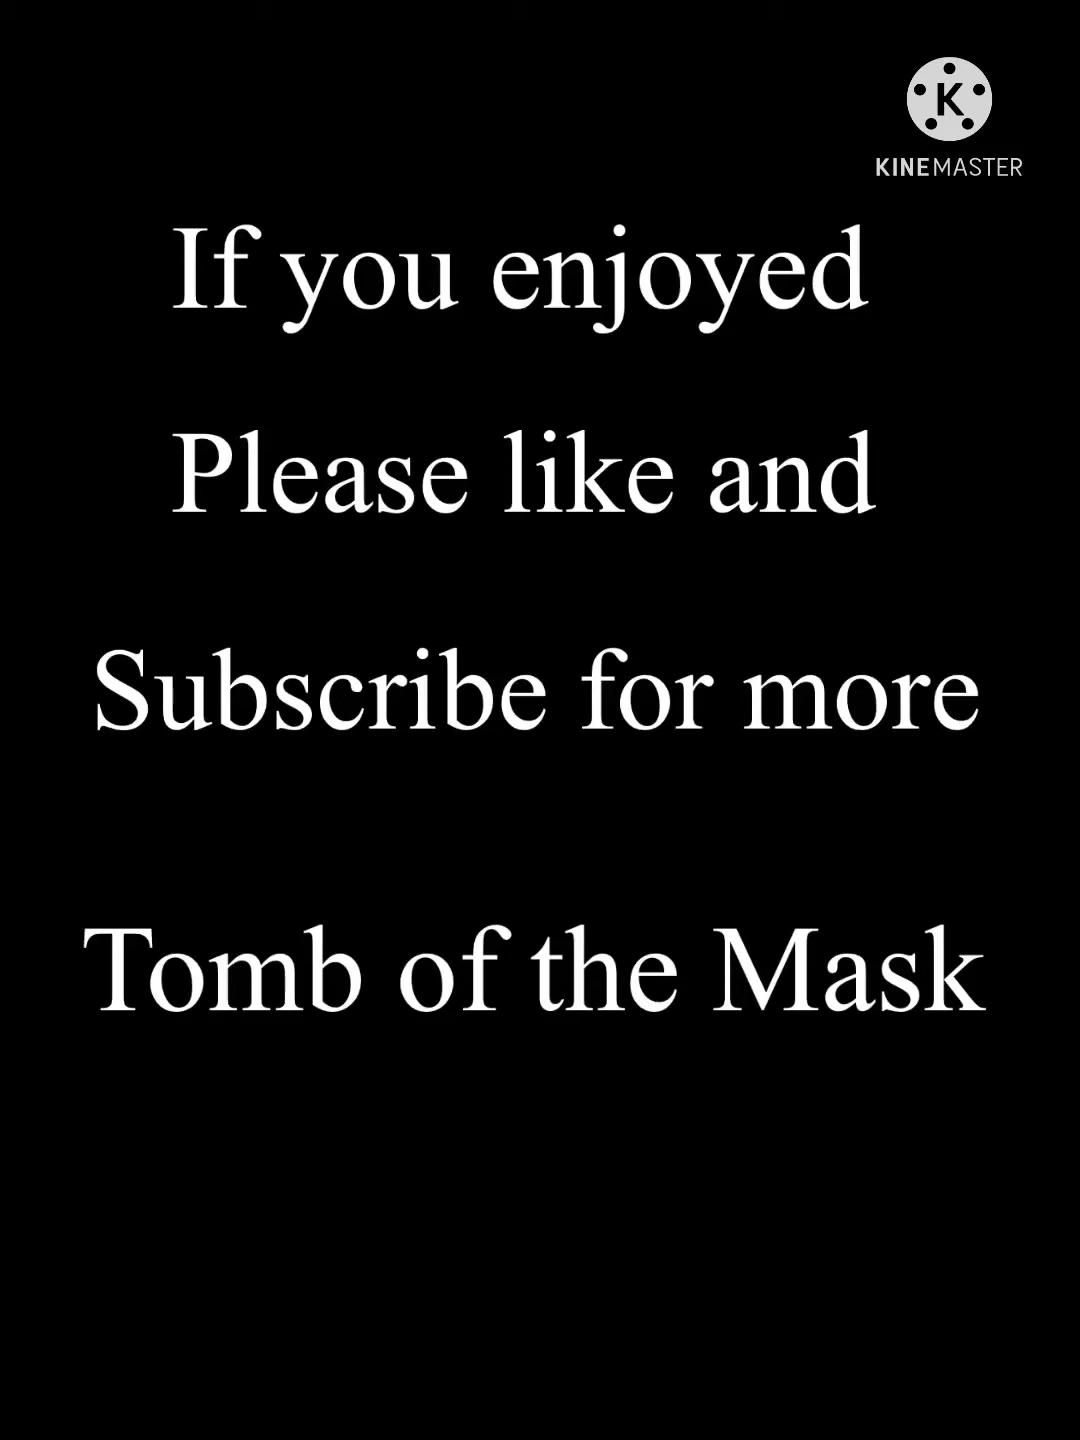 K
KINEMASTER
If you enjoyed
Please like and
Subscribe for more
Tomb of the Mask